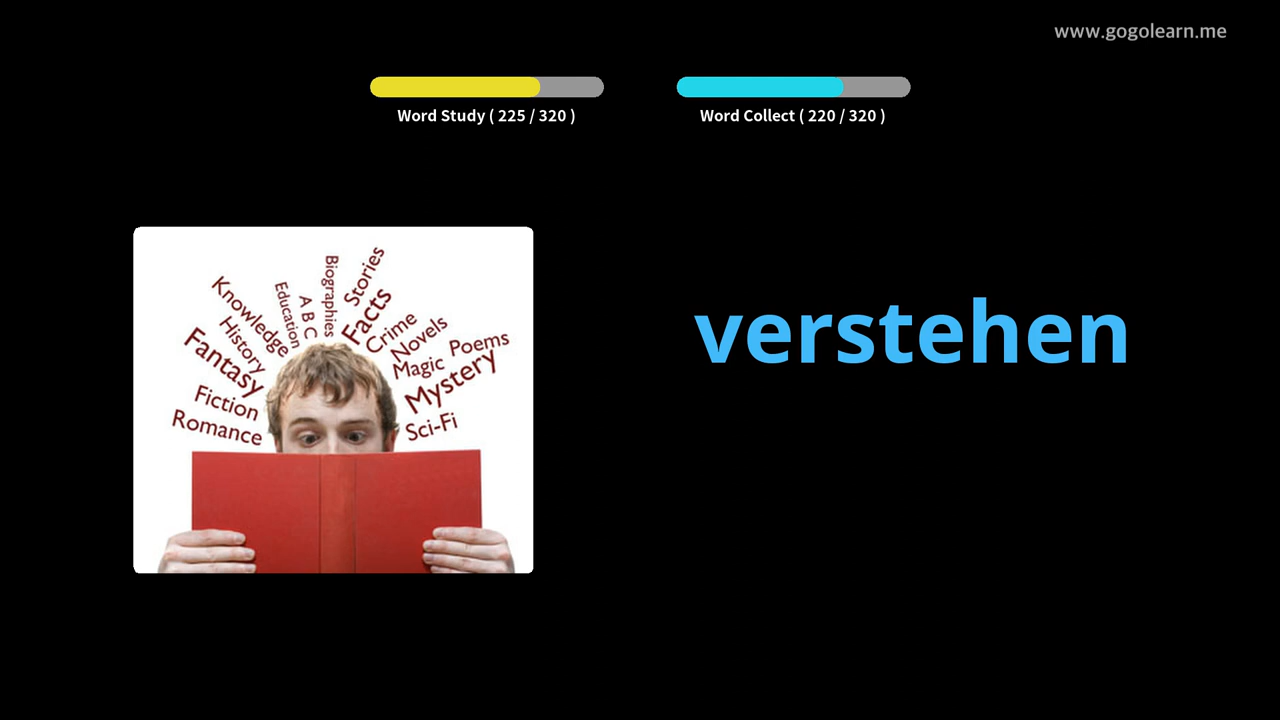 www.gogolearn.me
Word Study ( 225 / 320 )
Word Collect ( 220 / 320 )
Knowledge
History
Fantasy
Fiction
Romance
Education
A B C
Biographies
Stories
Facts
Crime
Novels
Magic
Poems
Mystery
Sci-Fi
verstehen